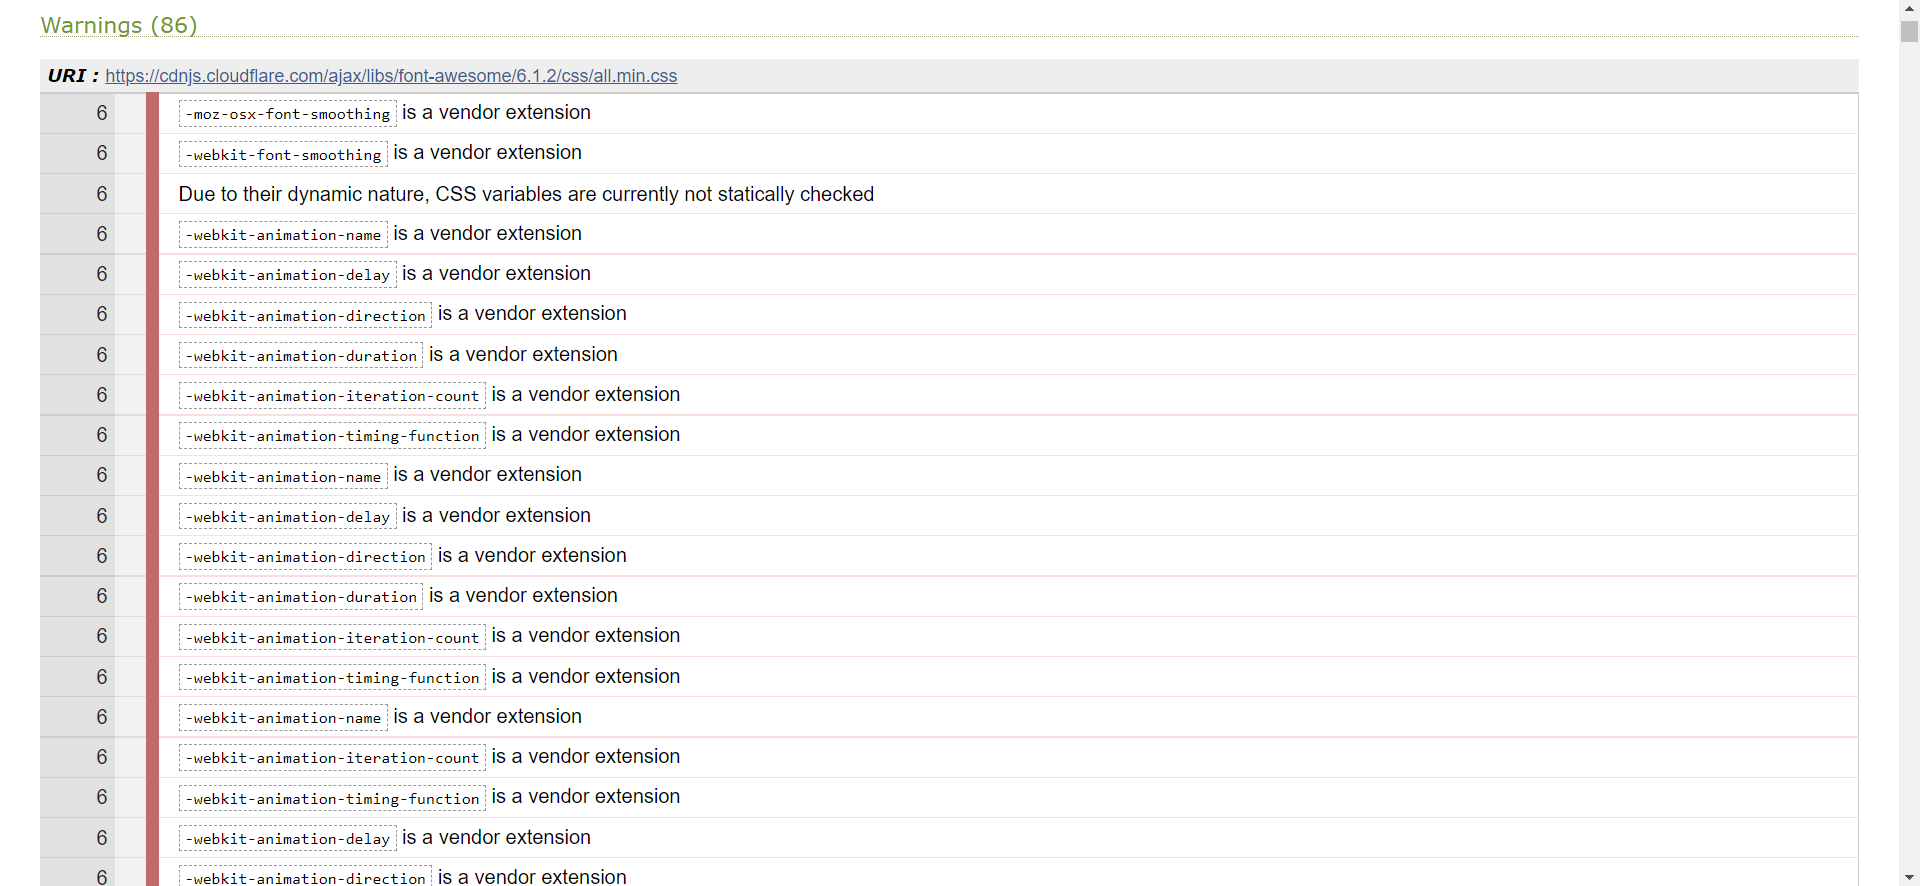 Warnings (86)
URI : https://cdnjs.cloudflare.com/ajax/libs/font-awesome/6.1.2/css/all.min.css
6 -moz-osx-font-smoothing is a vendor extension
6 -webkit-font-smoothing is a vendor extension
6 Due to their dynamic nature, CSS variables are currently not statically checked
6 -webkit-animation-name is a vendor extension
6 -webkit-animation-delay is a vendor extension
6 -webkit-animation-direction is a vendor extension
6 -webkit-animation-duration is a vendor extension
6 -webkit-animation-iteration-count is a vendor extension
6 -webkit-animation-timing-function is a vendor extension
6 -webkit-animation-name is a vendor extension
6 -webkit-animation-delay is a vendor extension
6 -webkit-animation-direction is a vendor extension
6 -webkit-animation-duration is a vendor extension
6 -webkit-animation-iteration-count is a vendor extension
6 -webkit-animation-timing-function is a vendor extension
6 -webkit-animation-name is a vendor extension
6 -webkit-animation-iteration-count is a vendor extension
6 -webkit-animation-timing-function is a vendor extension
6 -webkit-animation-delay is a vendor extension
6 -webkit-animation-direction is a vendor extension